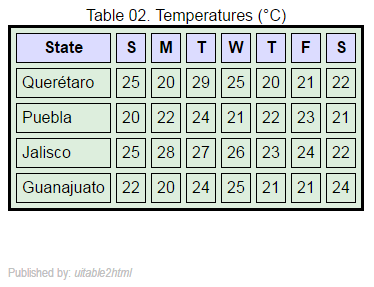 Table 02. Temperatures (°C)
State S M T W T F S
Querétaro 25 20 29 25 20 21 22
Puebla 20 22 24 21 22 23 21
Jalisco 25 28 27 26 23 24 22
Guanajuato 22 20 24 25 21 21 24
Published by: uitable2html